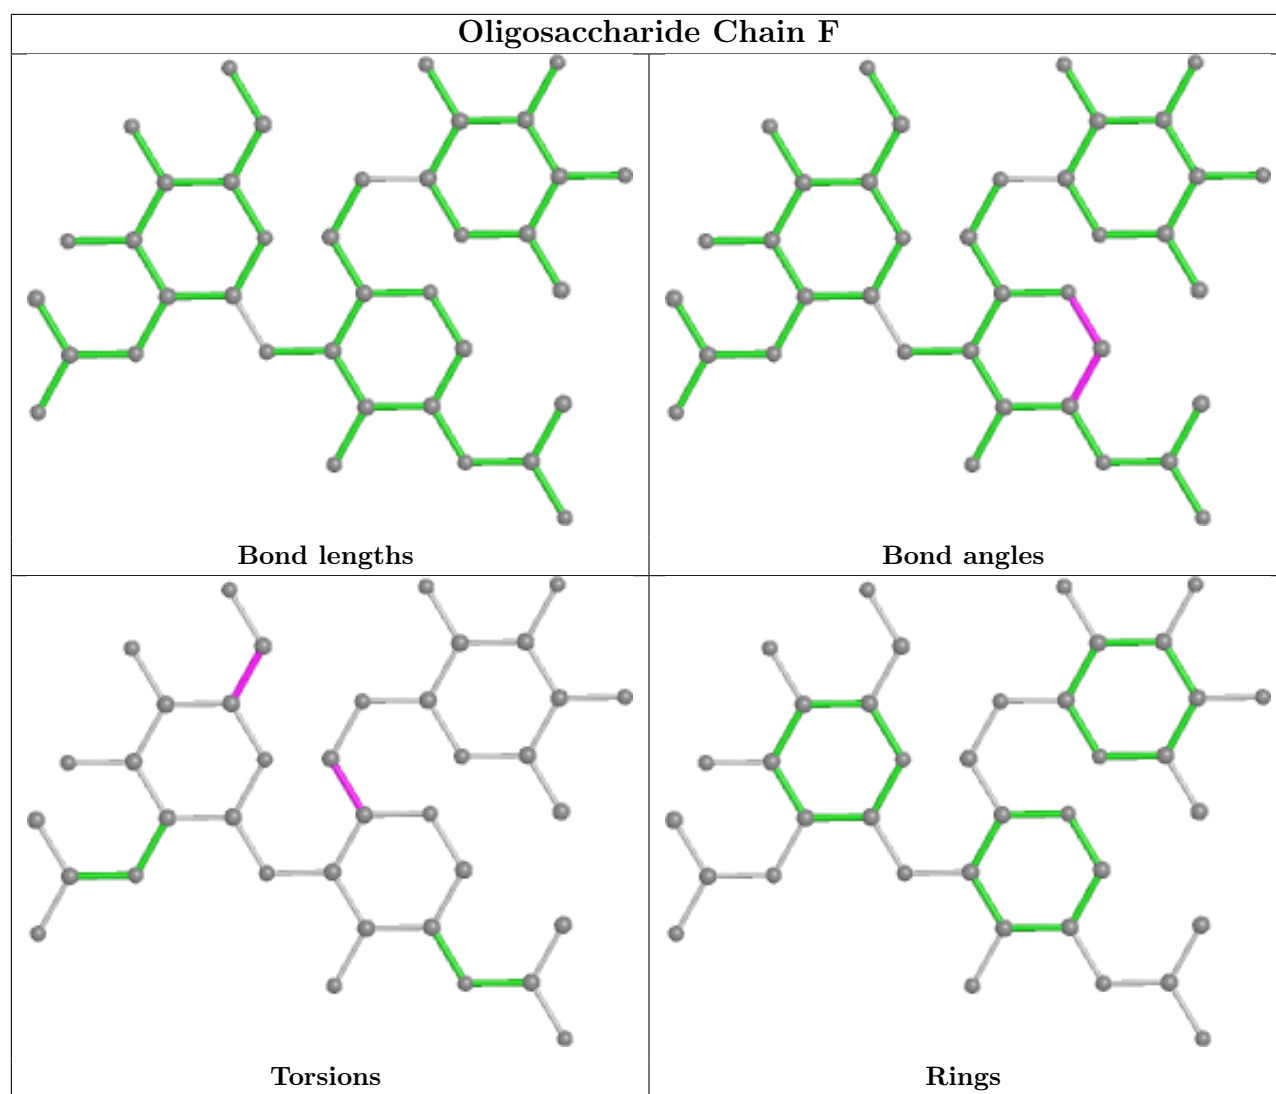 Oligosaccharide Chain F
Bond lengths
Bond angles
Torsions
Rings